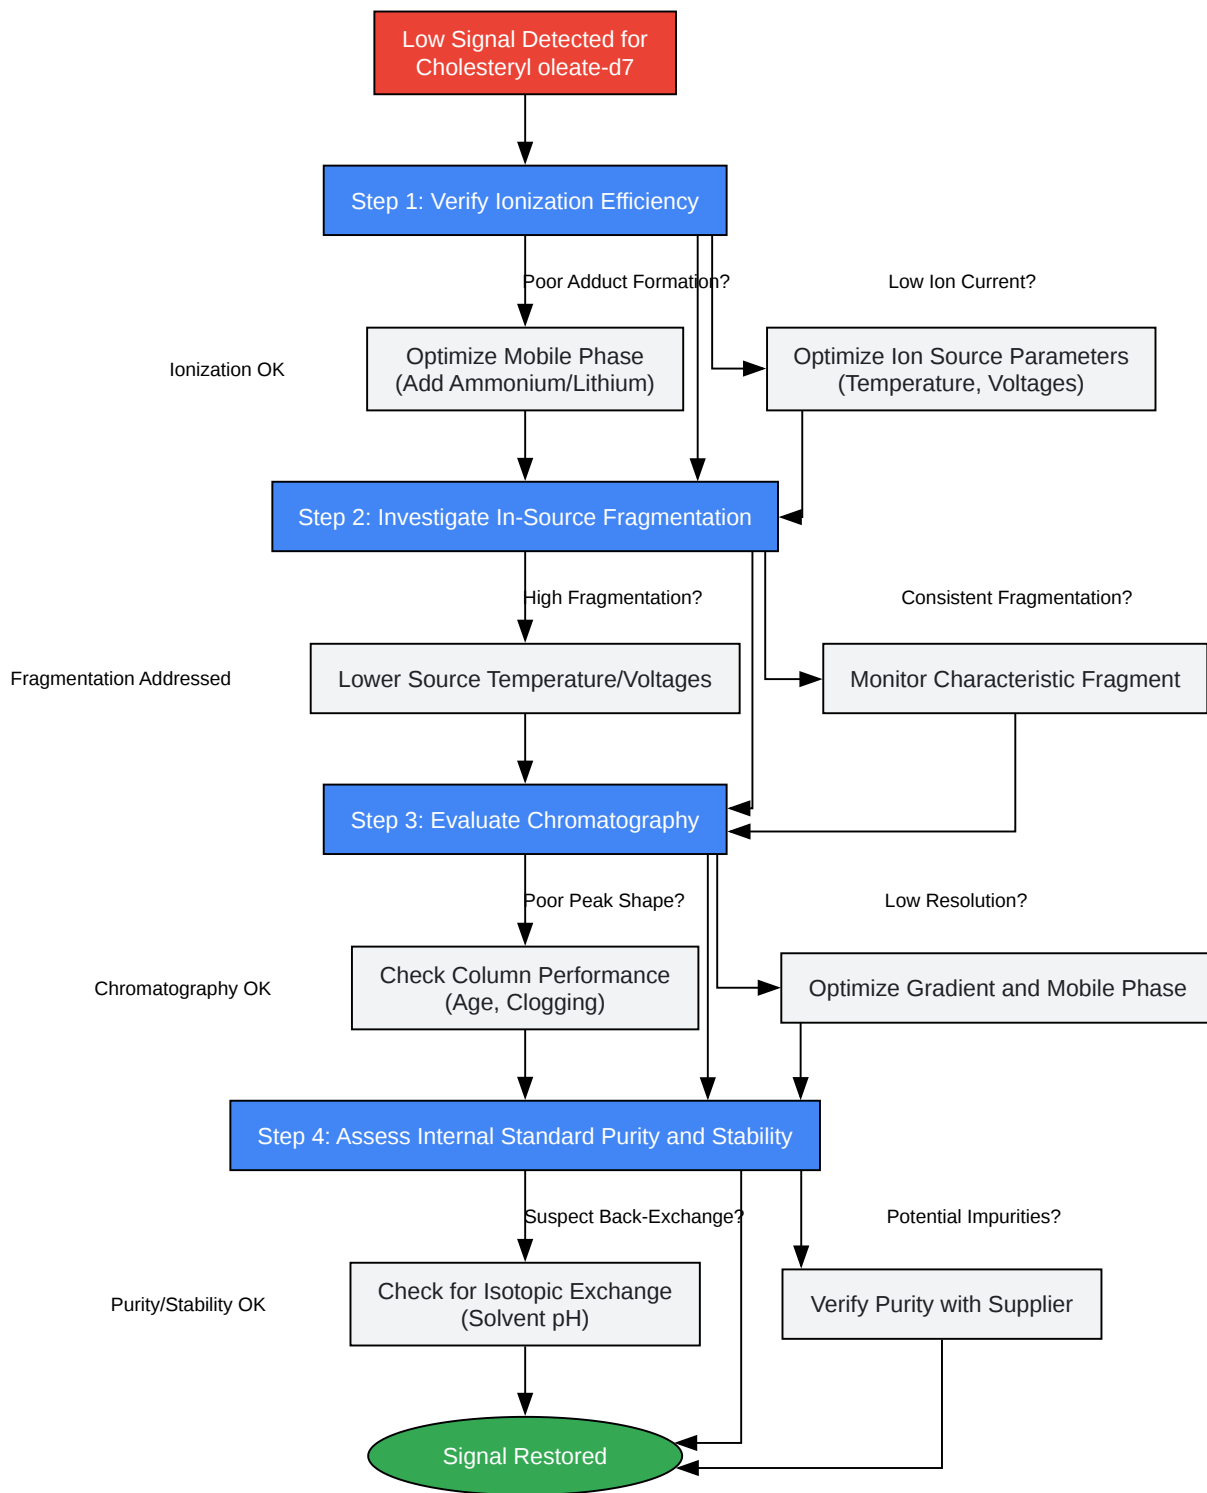 Low Signal Detected for
Cholesteryl oleate-d7
Step 1: Verify Ionization Efficiency
Poor Adduct Formation?
Low Ion Current?
Ionization OK
Optimize Mobile Phase
(Add Ammonium/Lithium)
Optimize Ion Source Parameters
(Temperature, Voltages)
Step 2: Investigate In-Source Fragmentation
High Fragmentation?
Consistent Fragmentation?
Fragmentation Addressed
Lower Source Temperature/Voltages
Monitor Characteristic Fragment
Step 3: Evaluate Chromatography
Poor Peak Shape?
Low Resolution?
Chromatography OK
Check Column Performance
(Age, Clogging)
Optimize Gradient and Mobile Phase
Step 4: Assess Internal Standard Purity and Stability
Suspect Back-Exchange?
Potential Impurities?
Purity/Stability OK
Check for Isotopic Exchange
(Solvent pH)
Verify Purity with Supplier
Signal Restored